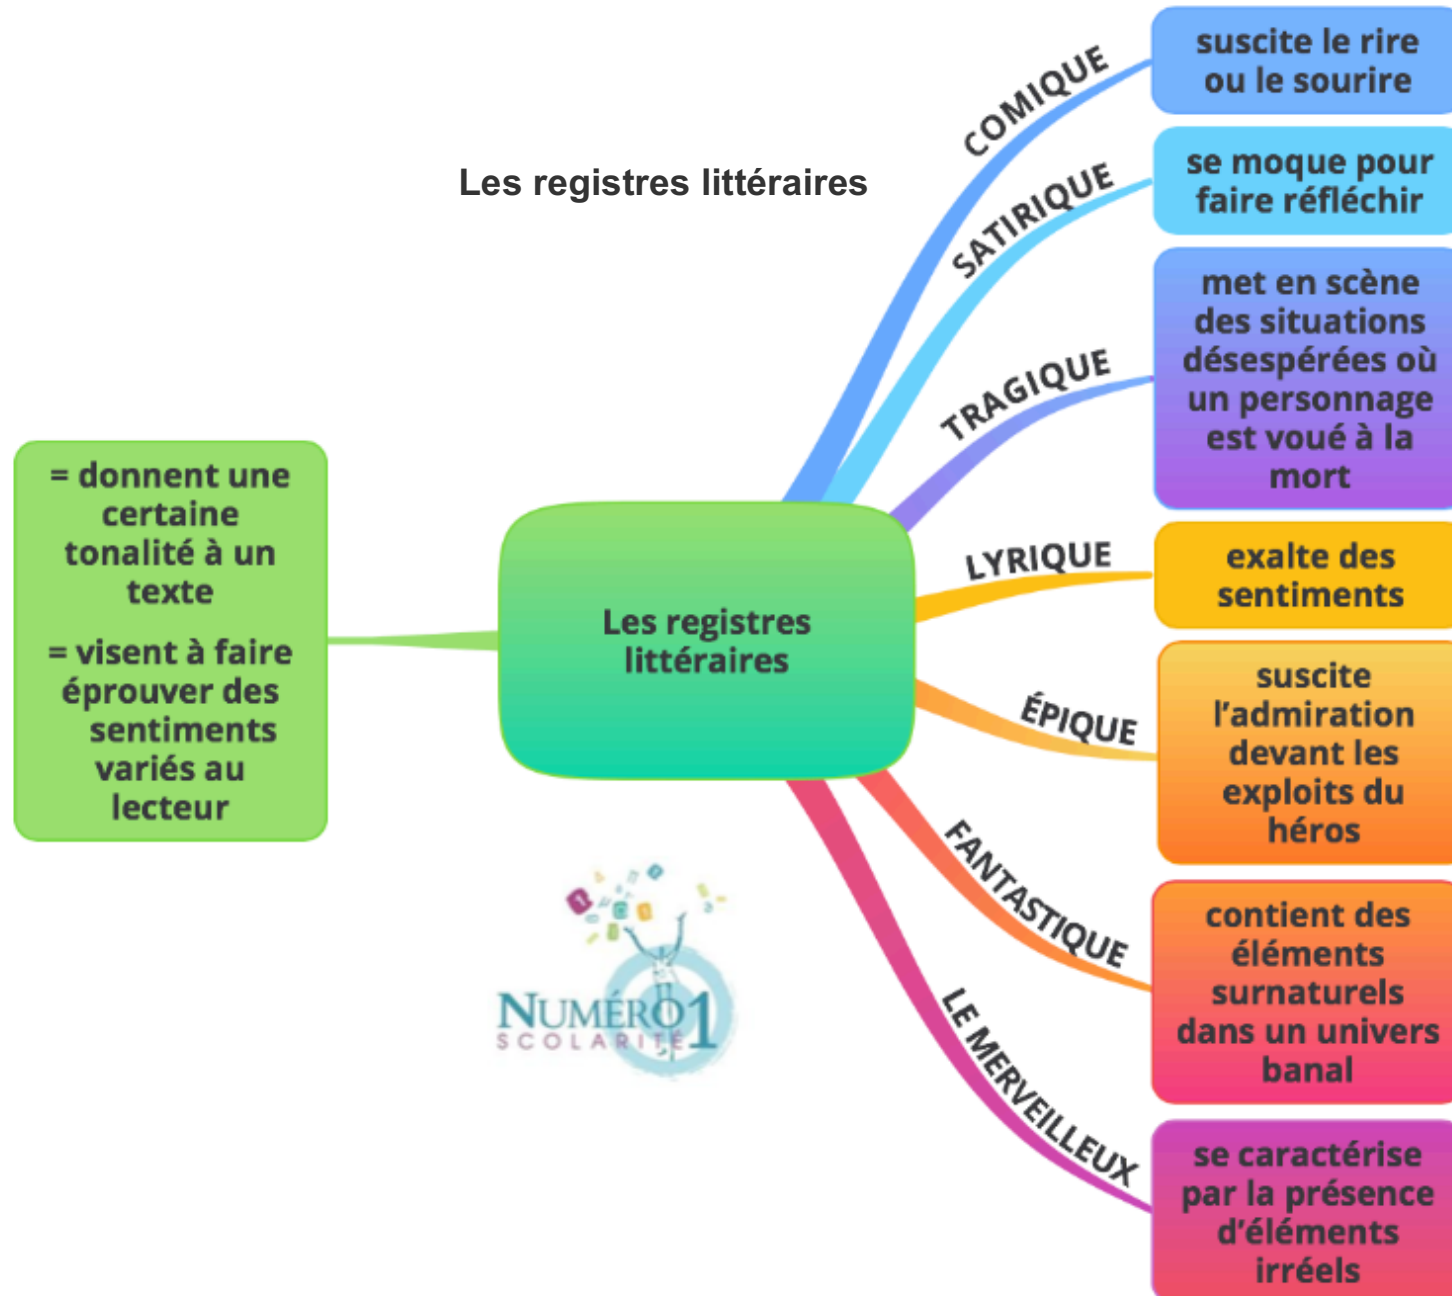 Les registres littéraires
= donnent une
certaine
tonalité à un
texte
= visent à faire
éprouver des
sentiments
variés au
lecteur
Les registres
littéraires
COMIQUE
suscite le rire
ou le sourire
SATIRIQUE
se moque pour
faire réfléchir
TRAGIQUE
met en scène
des situations
désespérées où
un personnage
est voué à la
mort
LYRIQUE
exalte des
sentiments
ÉPIQUE
suscite
l'admiration
devant les
exploits du
héros
FANTASTIQUE
contient des
éléments
surnaturels
dans un univers
banal
LE MERVEILLEUX
se caractérise
par la présence
d'éléments
irréels
NUMÉRO1
SCOLARITÉ